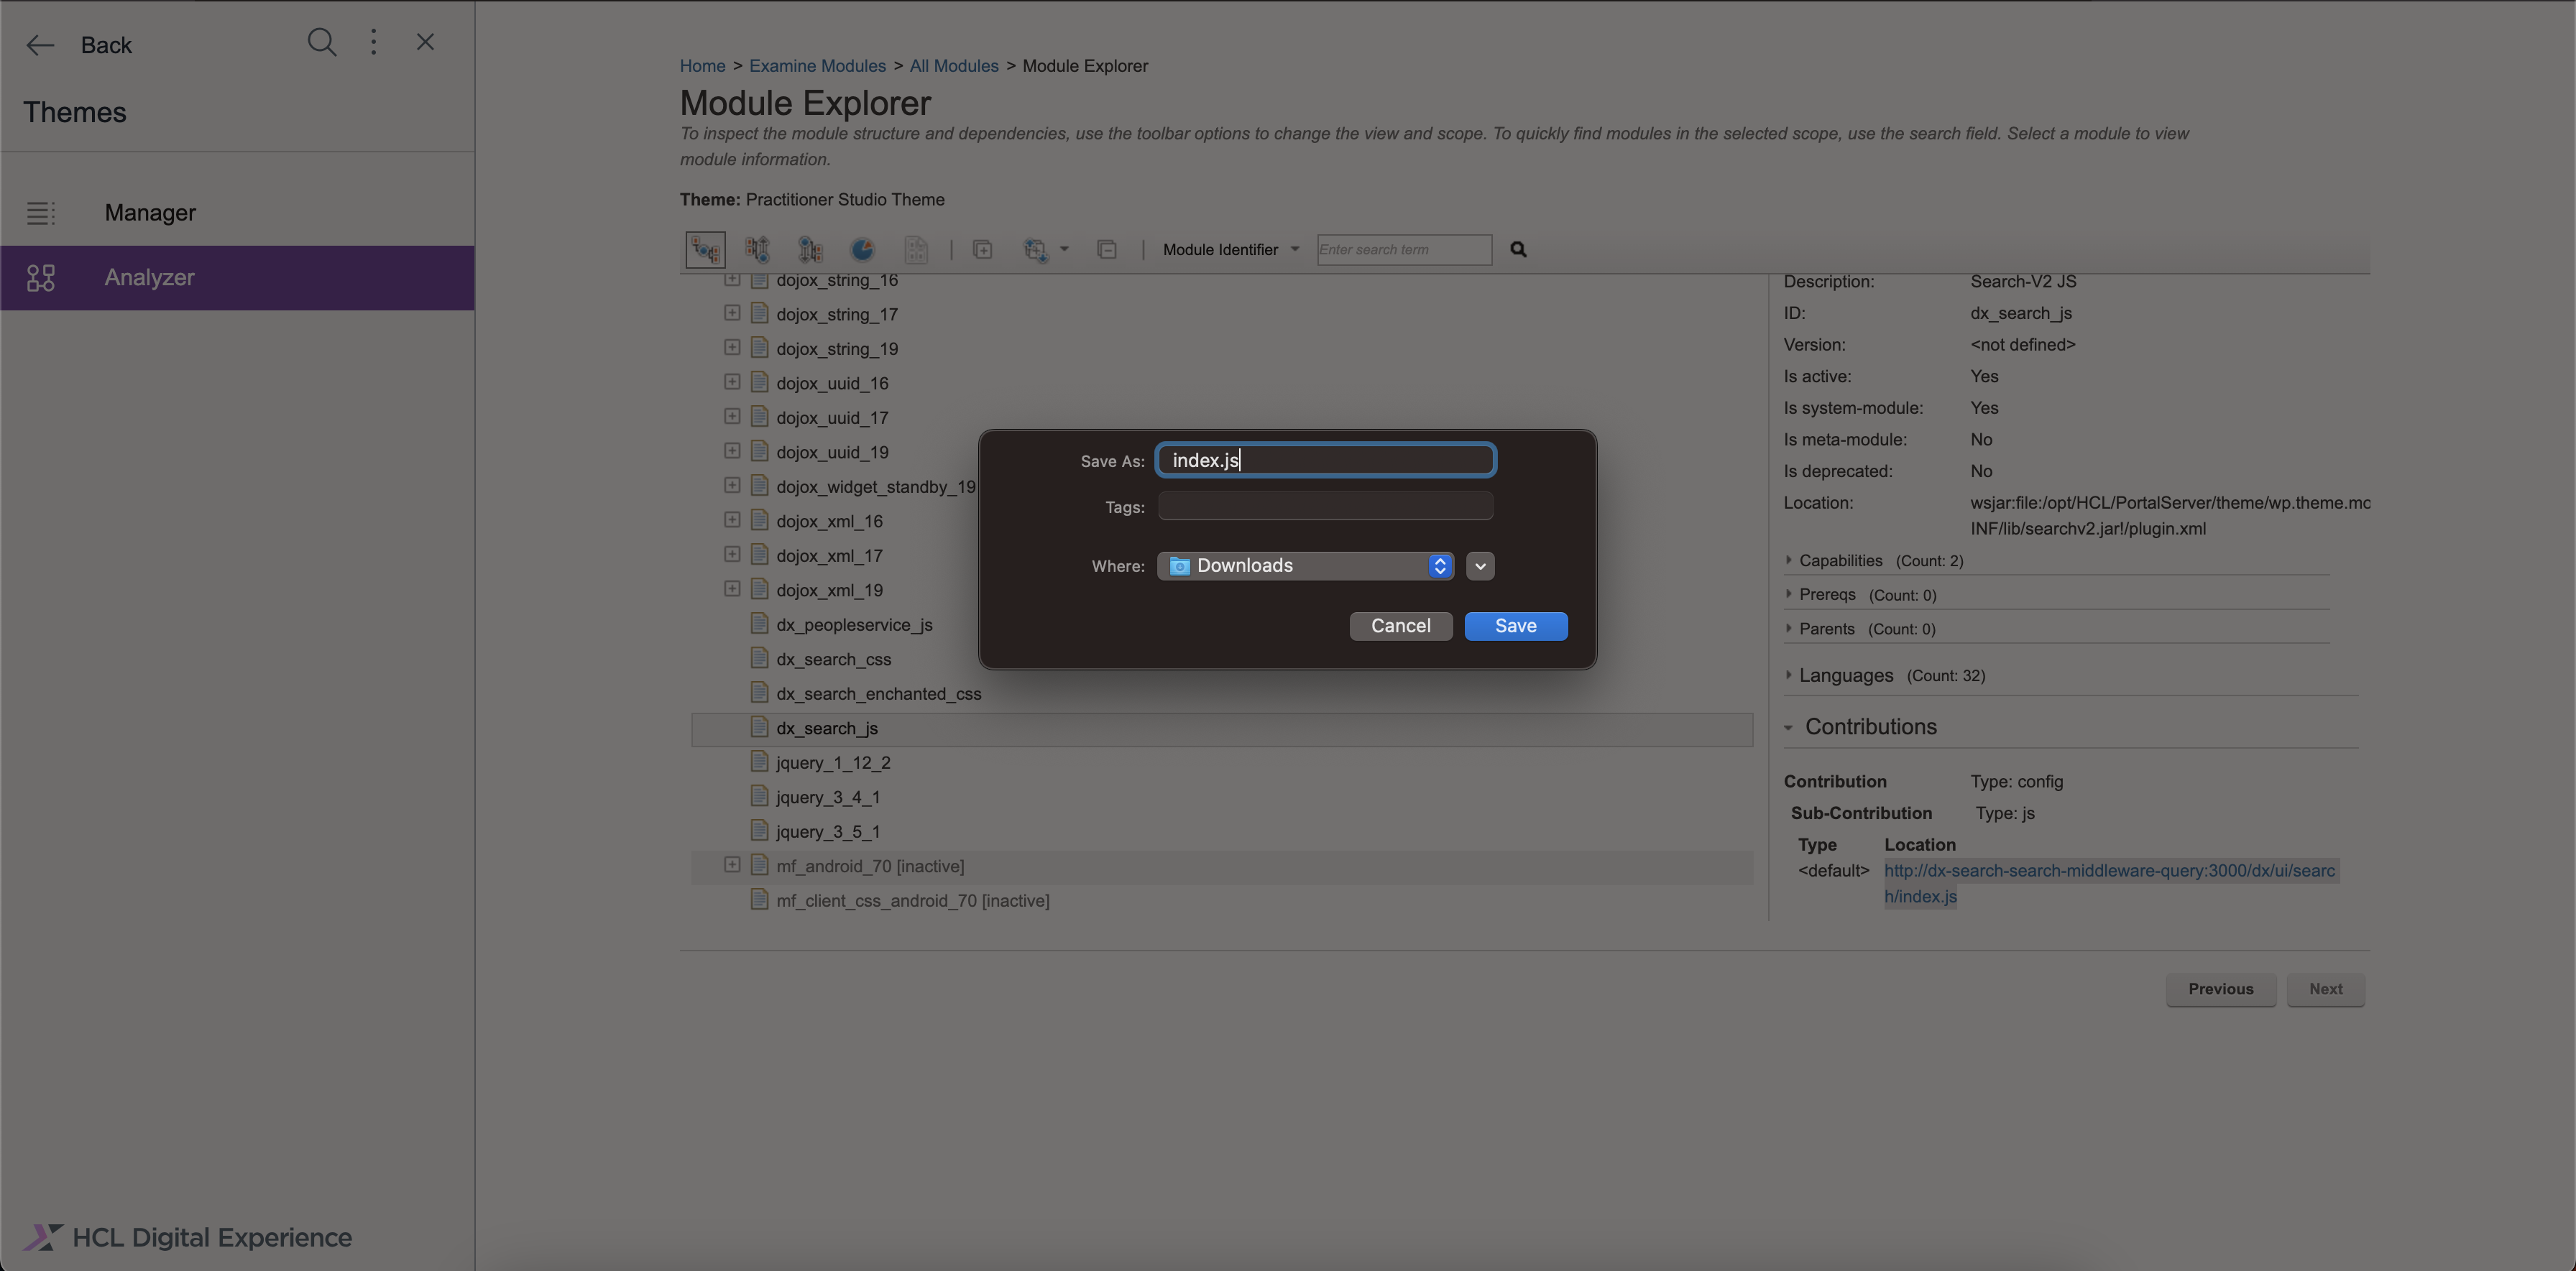 Back
Themes
Manager
Analyzer
HCL Digital Experience
Home > Examine Modules > All Modules > Module Explorer
Module Explorer
To inspect the module structure and dependencies, use the toolbar options to change the view and scope. To quickly find modules in the selected scope, use the search field. Select a module to view
module information.
Theme: Practitioner Studio Theme
Module Identifier
Enter search term
dojox_string_16
dojox_string_17
dojox_string_19
dojox_uuid_16
dojox_uuid_17
dojox_uuid_19
dojox_widget_standby_19
dojox_xml_16
dojox_xml_17
dojox_xml_19
dx_peopleservice_js
dx_search_css
dx_search_enchanted_css
dx_search_js
jquery_1_12_2
jquery_3_4_1
jquery_3_5_1
mf_android_70 [inactive]
mf_client_css_android_70 [inactive]
Save As: index.js
Tags:
Where: Downloads
Cancel Save
Description: Search-V2 JS
ID: dx_search_js
Version: <not defined>
Is active: Yes
Is system-module: Yes
Is meta-module: No
Is deprecated: No
Location: wsjar:file:/opt/HCL/PortalServer/theme/wp.theme.mo
INF/lib/searchv2.jar!/plugin.xml
Capabilities (Count: 2)
Prereqs (Count: 0)
Parents (Count: 0)
Languages (Count: 32)
Contributions
Contribution Type: config
Sub-Contribution Type: js
Type Location
<default> http://dx-search-search-middleware-query:3000/dx/ui/searc
h/index.js
Previous Next